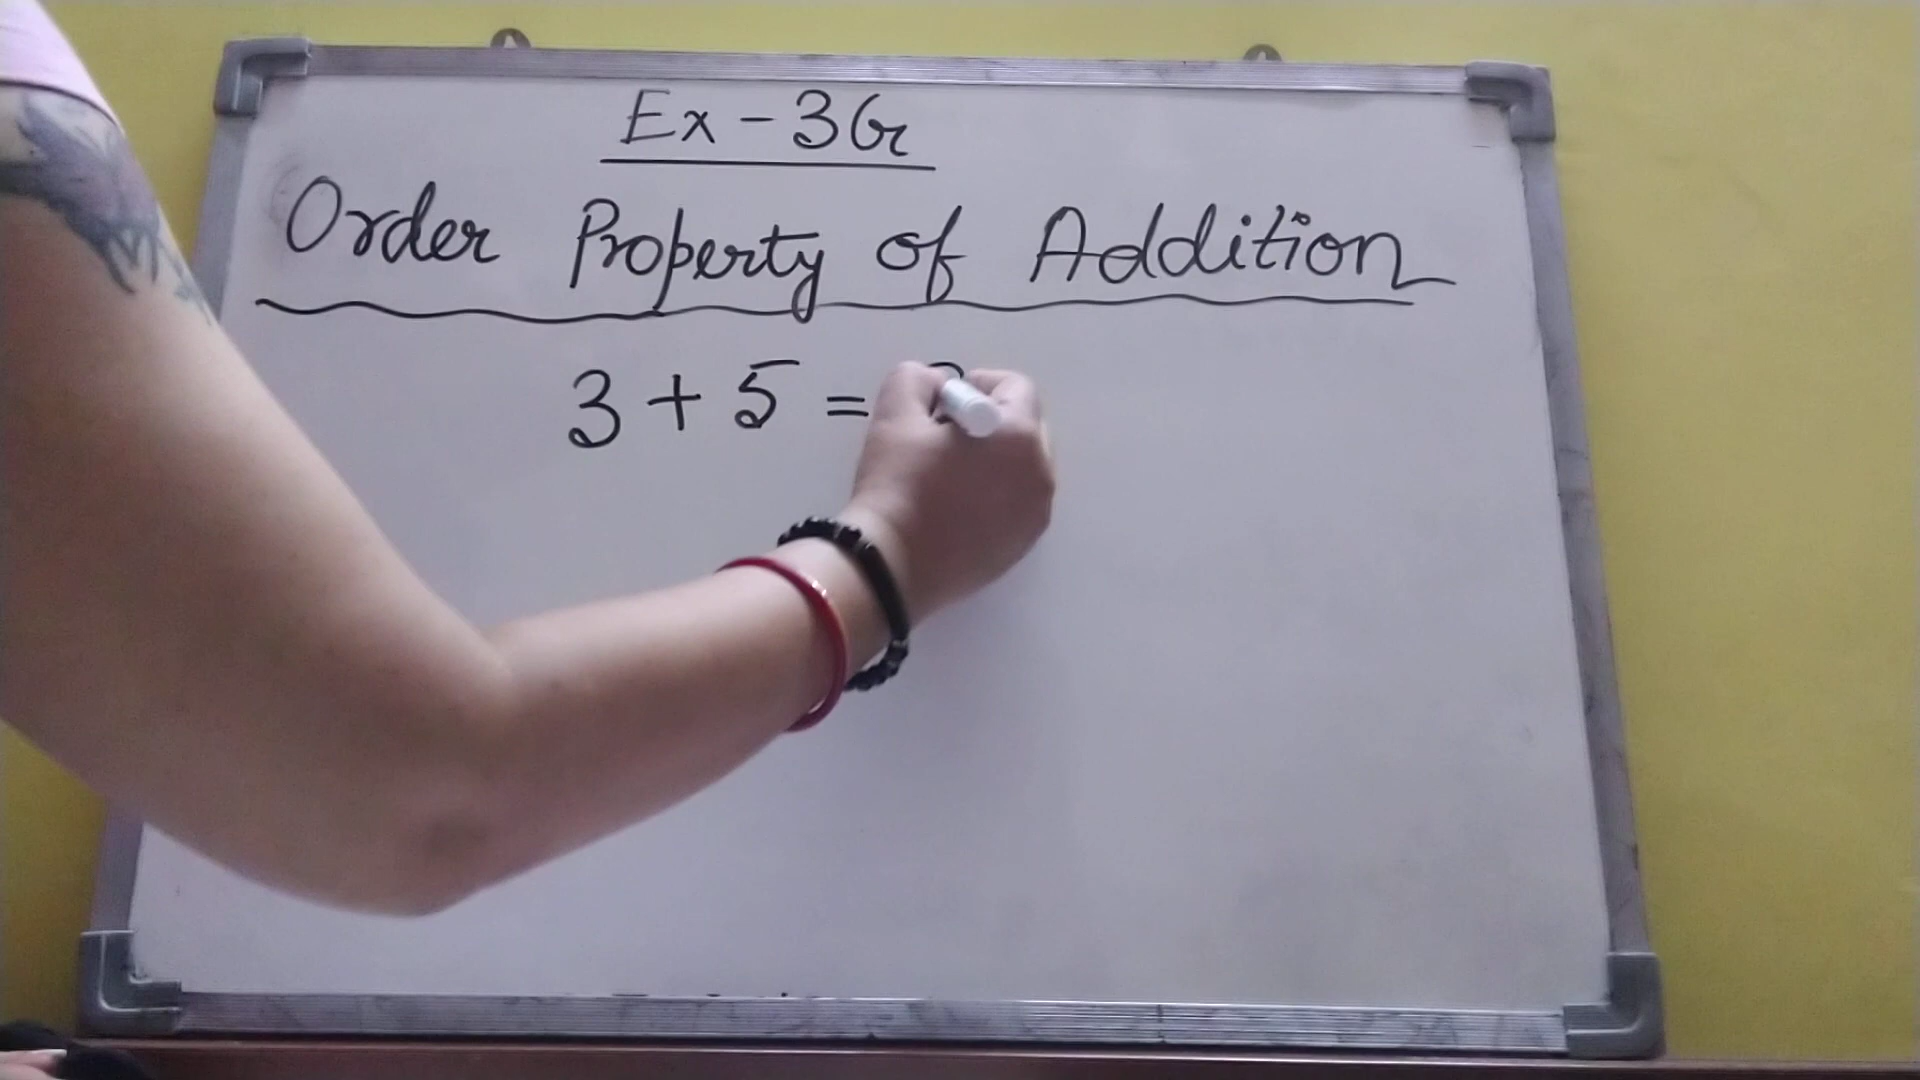 Ex - 3G
Order Property of Addition
3 + 5 =